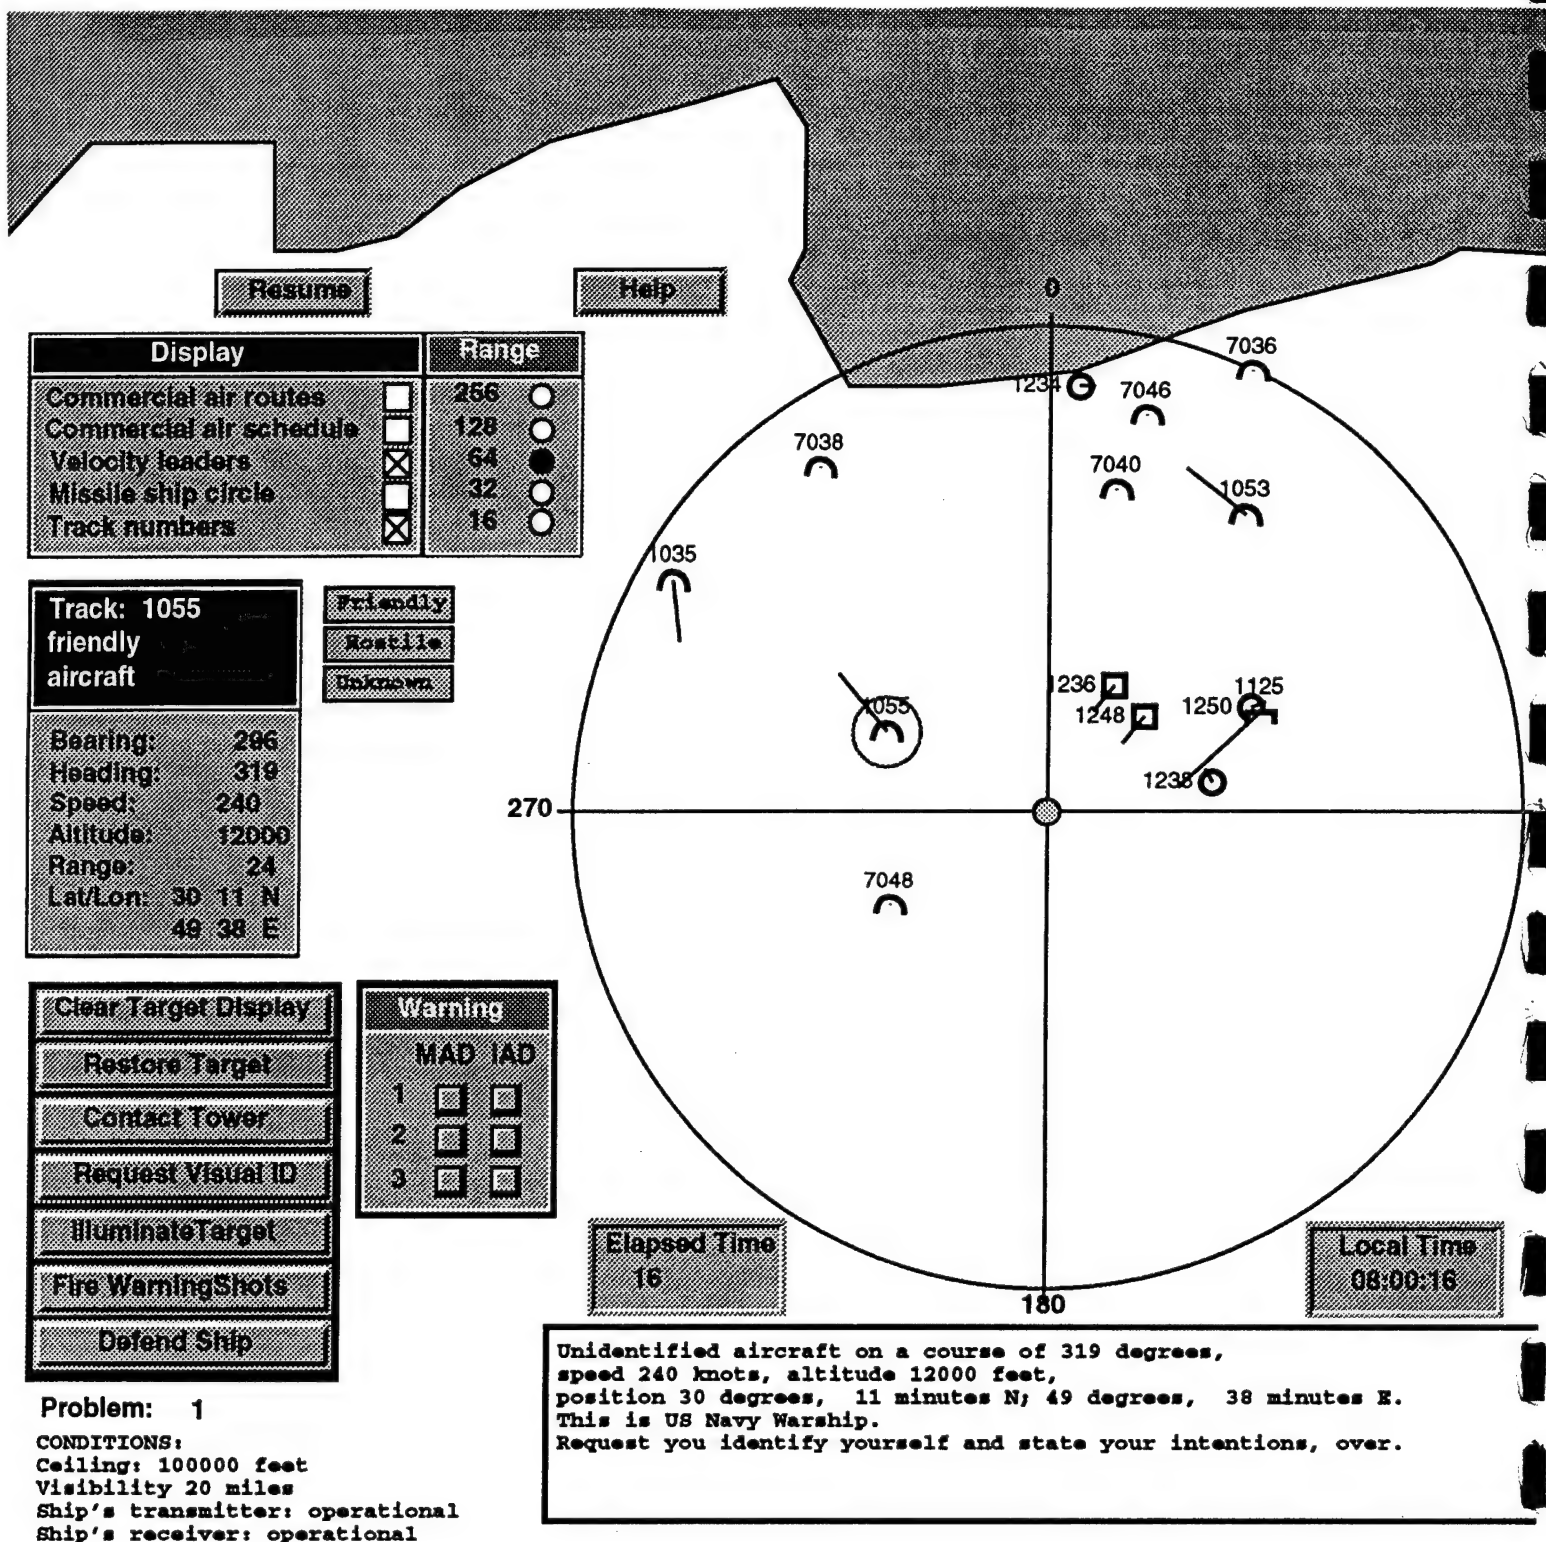 Resume
Help
Display
Range
Commercial air routes
256
Commercial air schedule
128
Velocity leaders
64
Missile ship circle
32
Track numbers
16
Track: 1055
friendly
aircraft
Friendly
Hostile
Unknown
Bearing: 296
Heading: 319
Speed: 240
Altitude: 12000
Range: 24
Lat/Lon: 30 11 N
49 38 E
Clear Target Display
Restore Target
Contact Tower
Request Visual ID
IlluminateTarget
Fire WarningShots
Defend Ship
Warning
MAD IAD
1
2
3
0
7036
1234
7046
7038
7040
1053
1035
1236
1125
1055
1248
1250
1238
270
7048
180
Elapsed Time
16
Local Time
08:00:16
Problem: 1
CONDITIONS:
Ceiling: 100000 feet
Visibility 20 miles
Ship's transmitter: operational
Ship's receiver: operational
Unidentified aircraft on a course of 319 degrees,
speed 240 knots, altitude 12000 feet,
position 30 degrees, 11 minutes N; 49 degrees, 38 minutes E.
This is US Navy Warship.
Request you identify yourself and state your intentions, over.